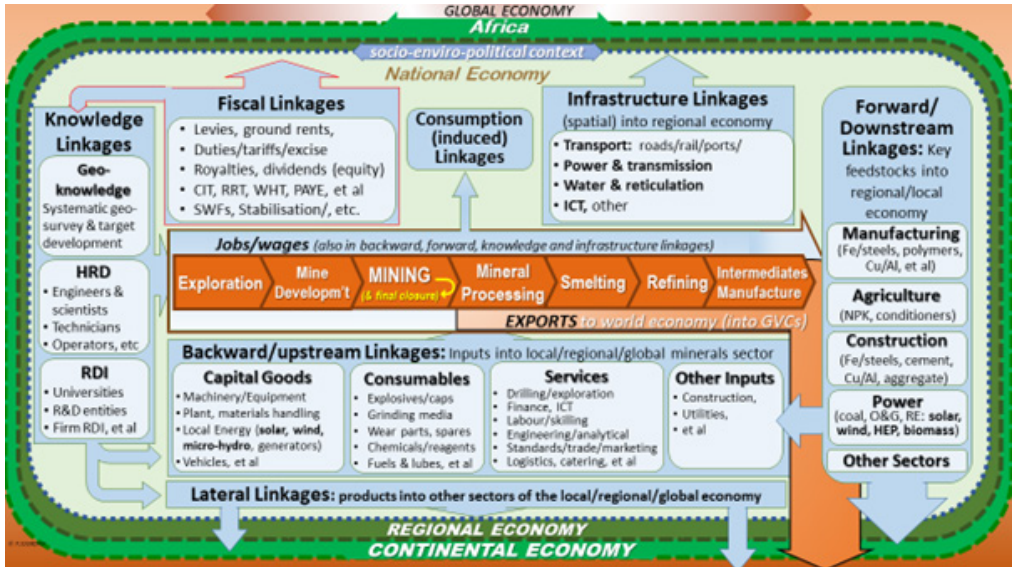 GLOBAL ECONOMY
Africa
socio-enviro-political context
National Economy
Knowledge
Linkages
Geo-
knowledge
Systematic geo-
survey & target
development
HRD
• Engineers &
scientists
• Technicians
• Operators, etc
RDI
• Universities
• R&D entities
• Firm RDI, et al
Fiscal Linkages
• Levies, ground rents,
• Duties/tariffs/excise
• Royalties, dividends (equity)
• CIT, RRT, WHT, PAYE, et al
• SWFs, Stabilisation/, etc.
Consumption
(induced)
Linkages
Infrastructure Linkages
(spatial) into regional economy
• Transport: roads/rail/ports/
• Power & transmission
• Water & reticulation
• ICT, other
Forward/
Downstream
Linkages: Key
feedstocks into
regional/local
economy
Manufacturing
(Fe/steels, polymers,
Cu/Al, et al)
Agriculture
(NPK, conditioners)
Construction
(Fe/steels, cement,
Cu/Al, aggregate)
Power
(coal, O&G, RE: solar,
wind, HEP, biomass)
Other Sectors
Jobs/wages (also in backward, forward, knowledge and infrastructure linkages)
Exploration
Mine
Developm't
MINING
(& final closure)
Mineral
Processing
Smelting
Refining
Intermediates
Manufacture
EXPORTS to world economy (into GVCs)
Backward/upstream Linkages: Inputs into local/regional/global minerals sector
Capital Goods
• Machinery/Equipment
• Plant, materials handling
• Local Energy (solar, wind,
micro-hydro, generators)
• Vehicles, et al
Consumables
• Explosives/caps
• Grinding media
• Wear parts, spares
• Chemicals/reagents
• Fuels & lubes, et al
Services
• Drilling/exploration
• Finance, ICT
• Labour/skilling
• Engineering/analytical
• Standards/trade/marketing
• Logistics, catering, et al
Other Inputs
• Construction,
• Utilities,
• et al
Lateral Linkages: products into other sectors of the local/regional/global economy
REGIONAL ECONOMY
CONTINENTAL ECONOMY